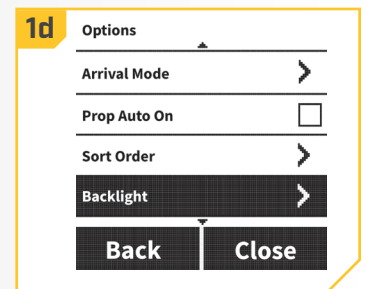 1d
Options
Arrival Mode
Prop Auto On
Sort Order
Backlight
Back Close